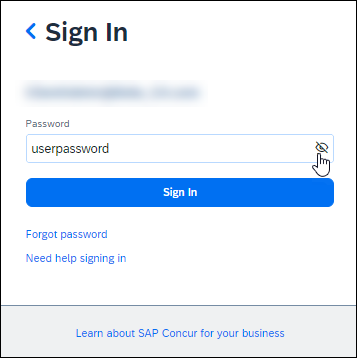 Sign In
Password
userpassword
Sign In
Forgot password
Need help signing in
Learn about SAP Concur for your business